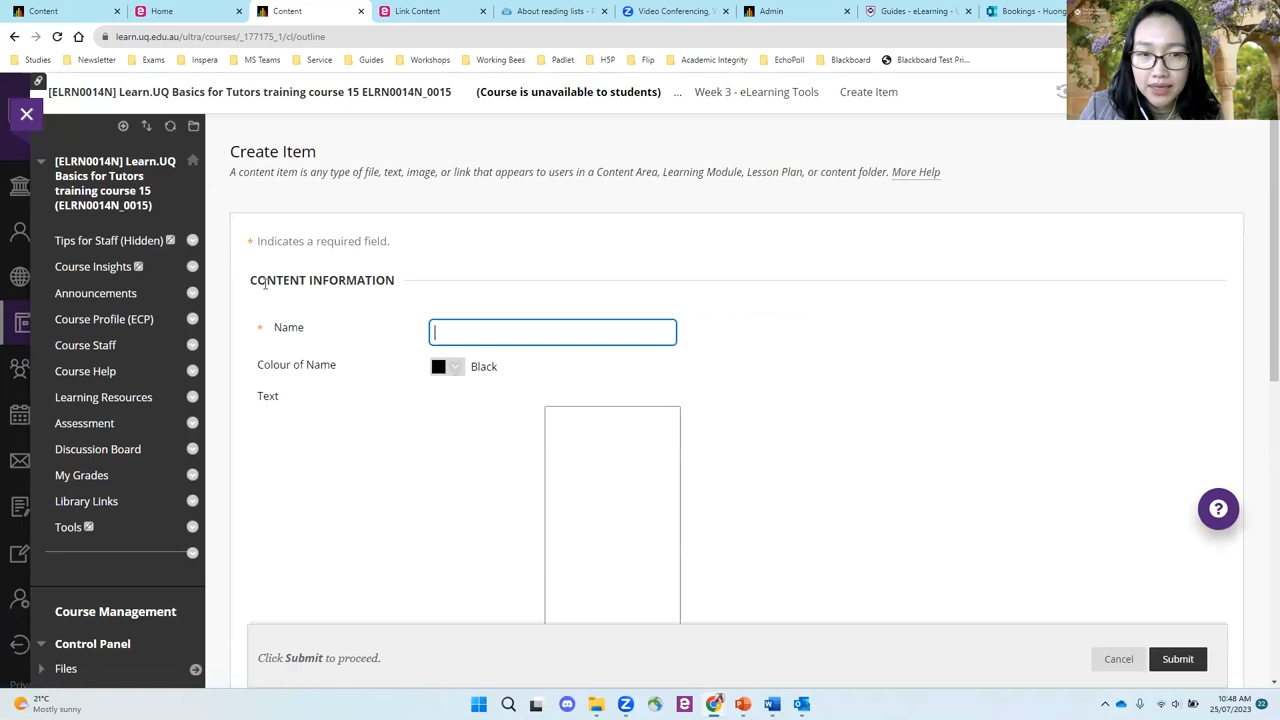 Content
Home
Content
Link Content
About reading lists - F
Video Conferencing, V
Admin
Guides - eLearning -
Bookings - Huong
learn.uq.edu.au/ultra/courses/_177175_1/cl/outline
Studies
Newsletter
Exams
Inspera
MS Teams
Service
Guides
Workshops
Working Bees
Padlet
H5P
Flip
Academic Integrity
EchoPoll
Blackboard
Blackboard Test Pri...
[ELRN0014N] Learn.UQ Basics for Tutors training course 15 ELRN0014N_0015
(Course is unavailable to students)
...
Week 3 - eLearning Tools
Create Item
[ELRN0014N] Learn.UQ
Basics for Tutors
training course 15
(ELRN0014N_0015)
Tips for Staff (Hidden)
Course Insights
Announcements
Course Profile (ECP)
Course Staff
Course Help
Learning Resources
Assessment
Discussion Board
My Grades
Library Links
Tools
Course Management
Control Panel
Files
Create Item
A content item is any type of file, text, image, or link that appears to users in a Content Area, Learning Module, Lesson Plan, or content folder. More Help
* Indicates a required field.
CONTENT INFORMATION
* Name
Colour of Name
Black
Text
Click Submit to proceed.
Cancel
Submit
?
21°C
Mostly sunny
10:48 AM
25/07/2023
22